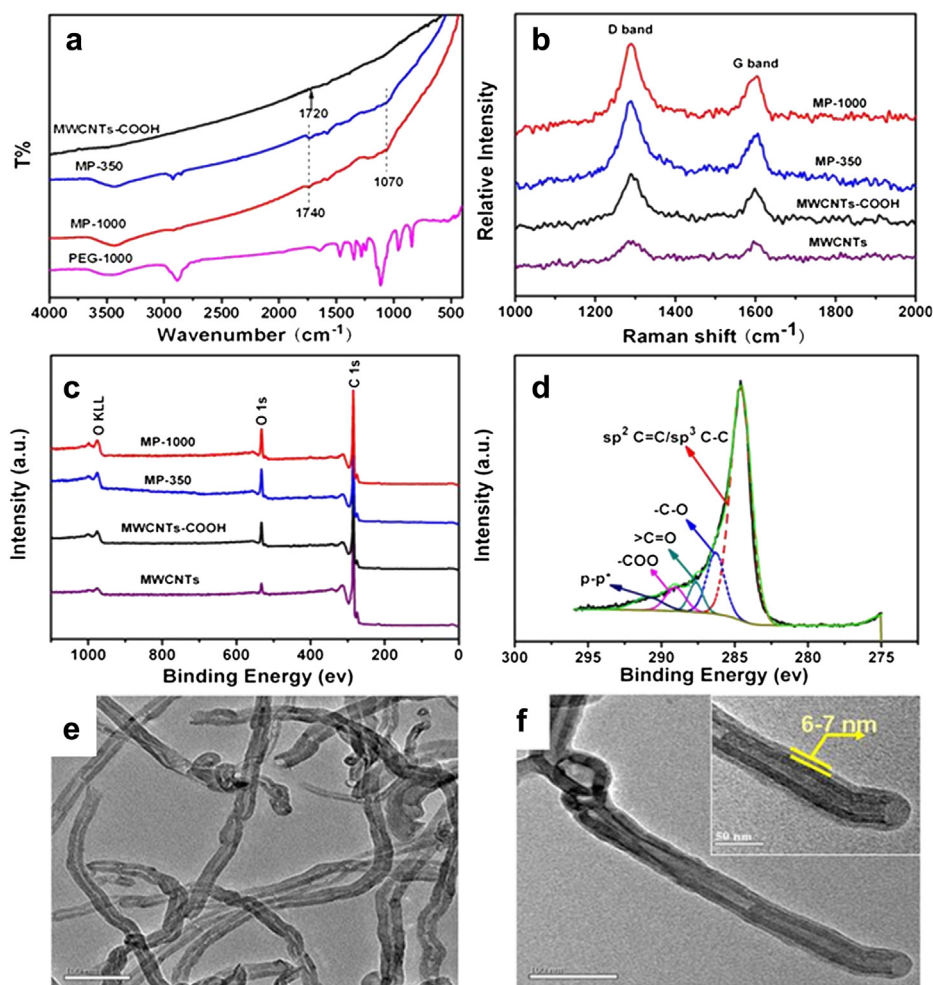 a
MWCNTs-COOH
MP-350
MP-1000
PEG-1000
1720
1740
1070
T%
4000 3500 3000 2500 2000 1500 1000 500
Wavenumber (cm-1)
b
D band
G band
MP-1000
MP-350
MWCNTs-COOH
MWCNTs
Relative Intensity
1000 1200 1400 1600 1800 2000
Raman shift (cm-1)
c
O KLL
O 1s
C 1s
MP-1000
MP-350
MWCNTs-COOH
MWCNTs
Intensity (a.u.)
1000 800 600 400 200 0
Binding Energy (ev)
d
sp2 C=C/sp3 C-C
-C-O
>C=O
-COO
p-p*
Intensity (a.u.)
300 295 290 285 280 275
Binding Energy (ev)
e
100 nm
f
6-7 nm
50 nm
100 nm